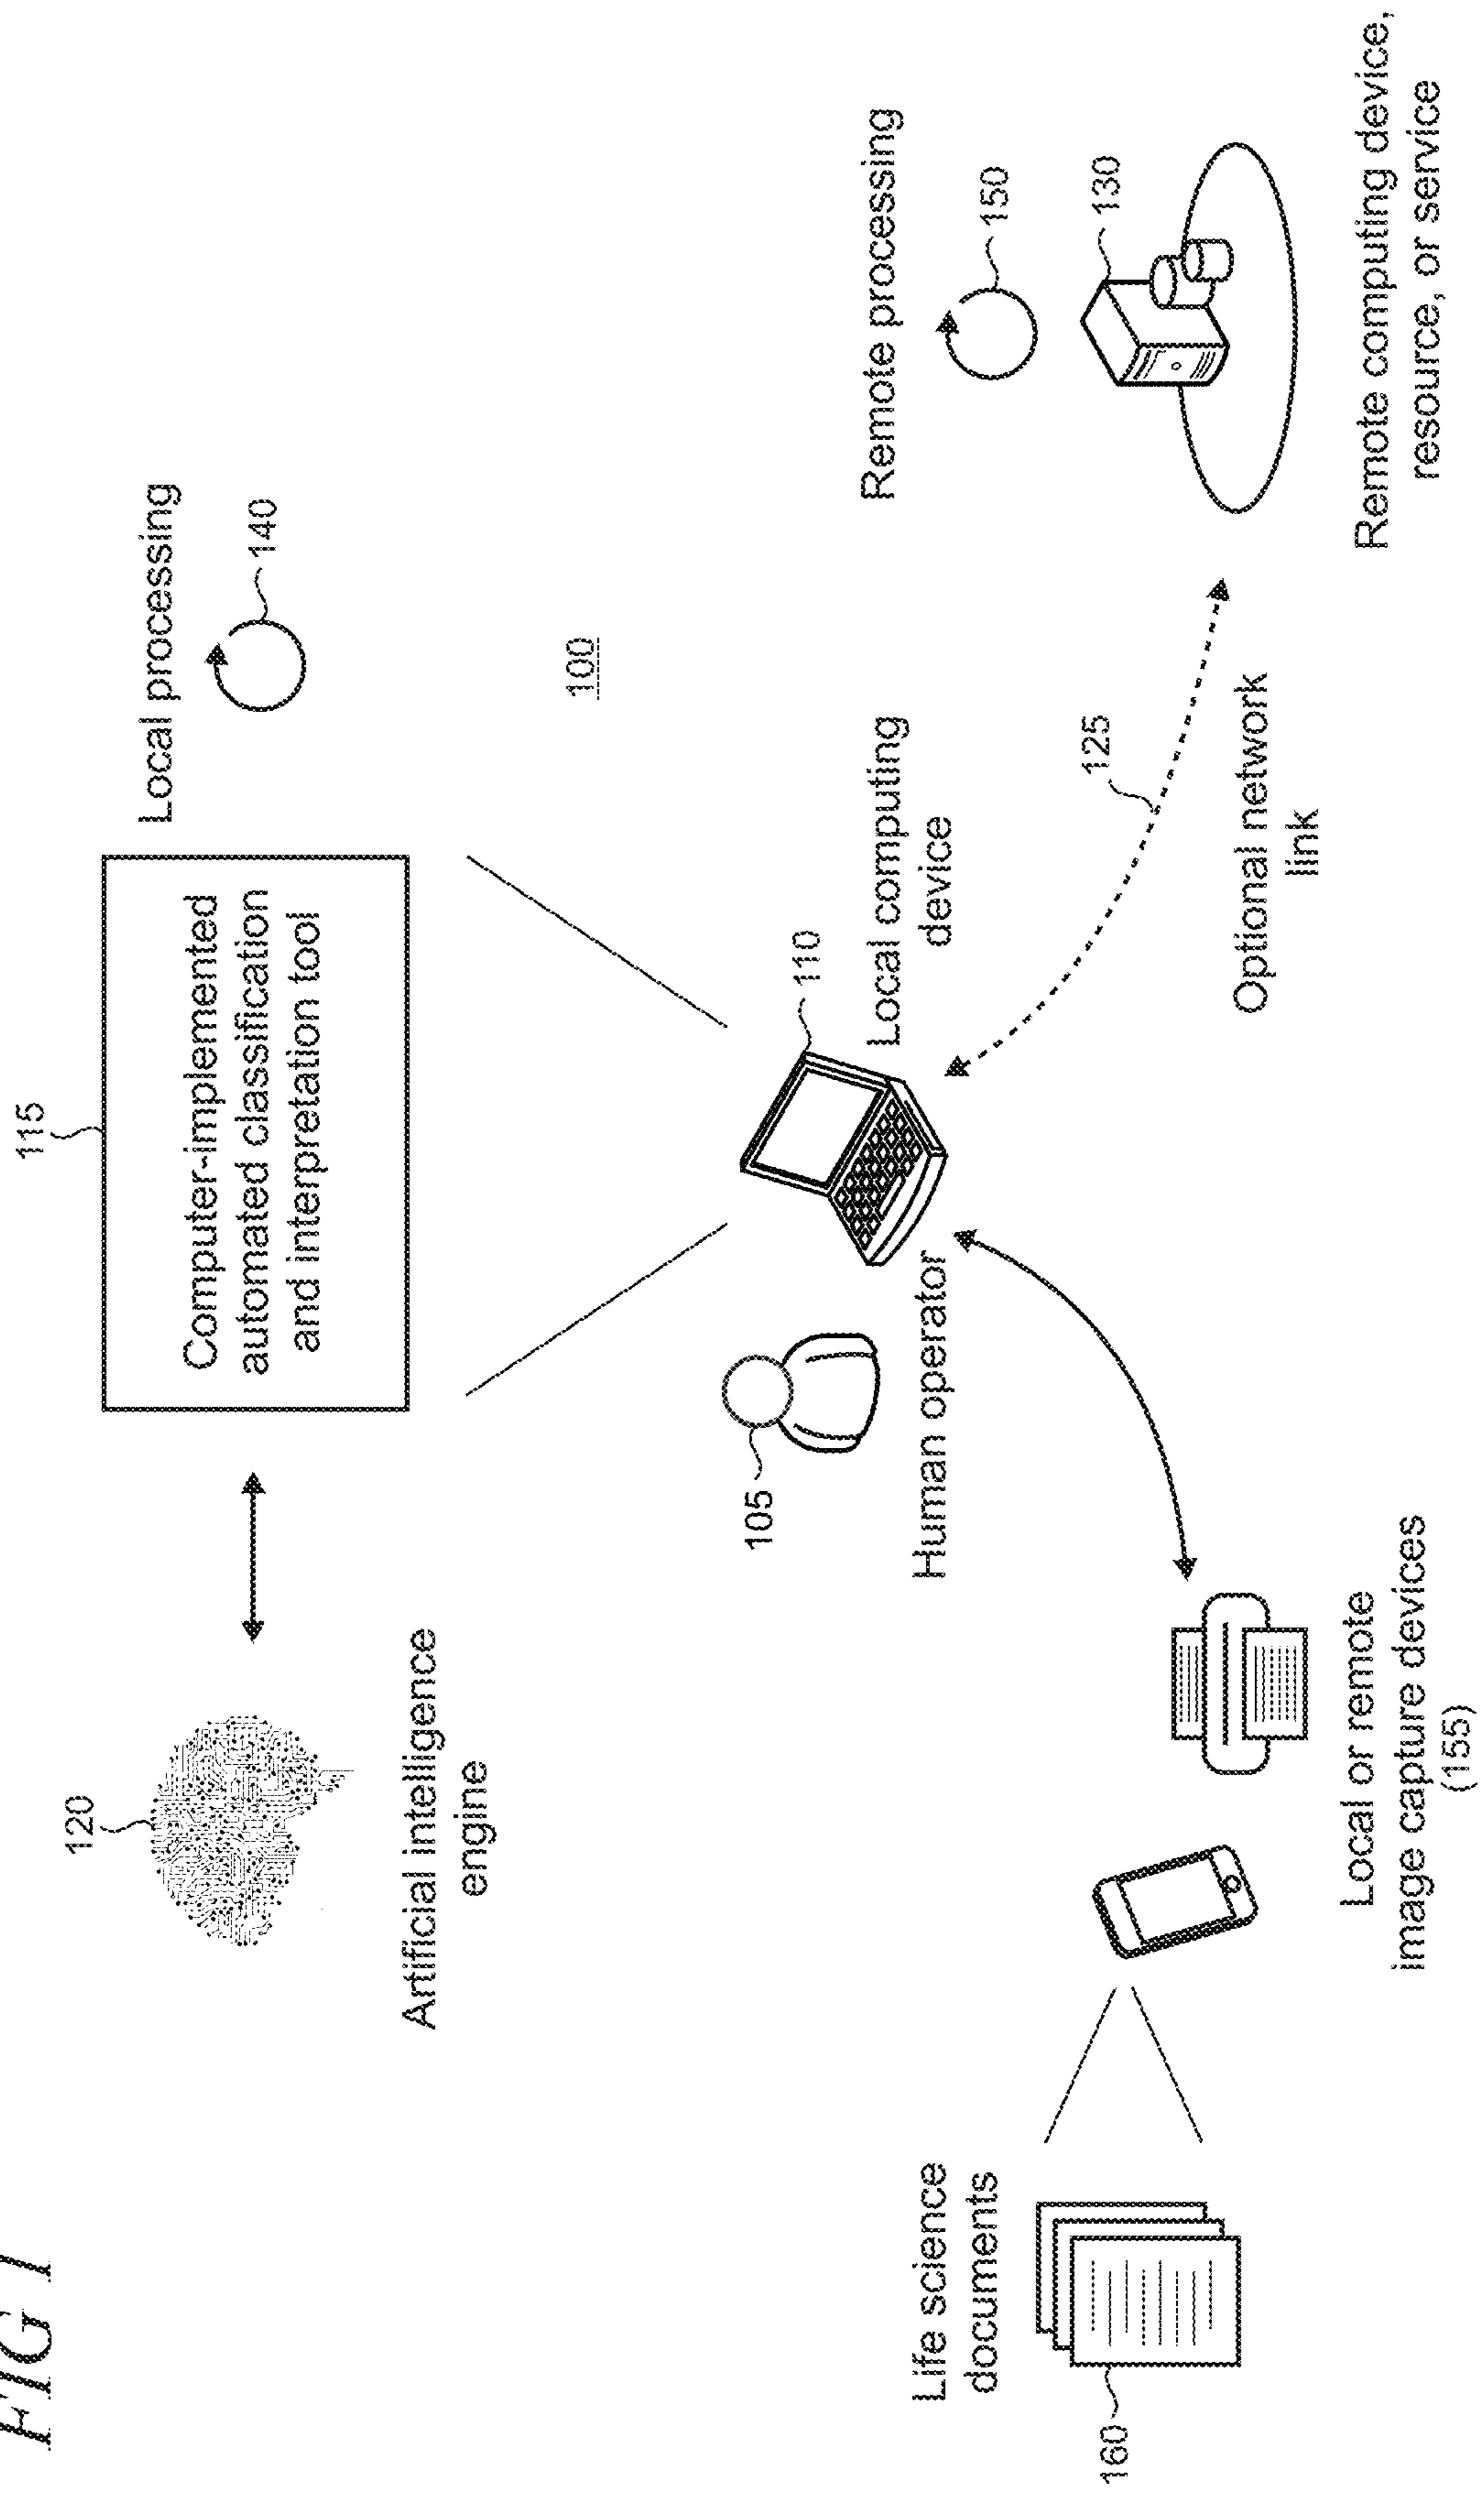 FIG 1
120
Artificial intelligence
engine
115
Computer-implemented
automated classification
and interpretation tool
Local processing
140
100
105
Human operator
110
Local computing
device
Remote processing
150
130
125
Optional network
link
Remote computing device,
resource, or service
Life science
documents
160
Local or remote
image capture devices
(155)